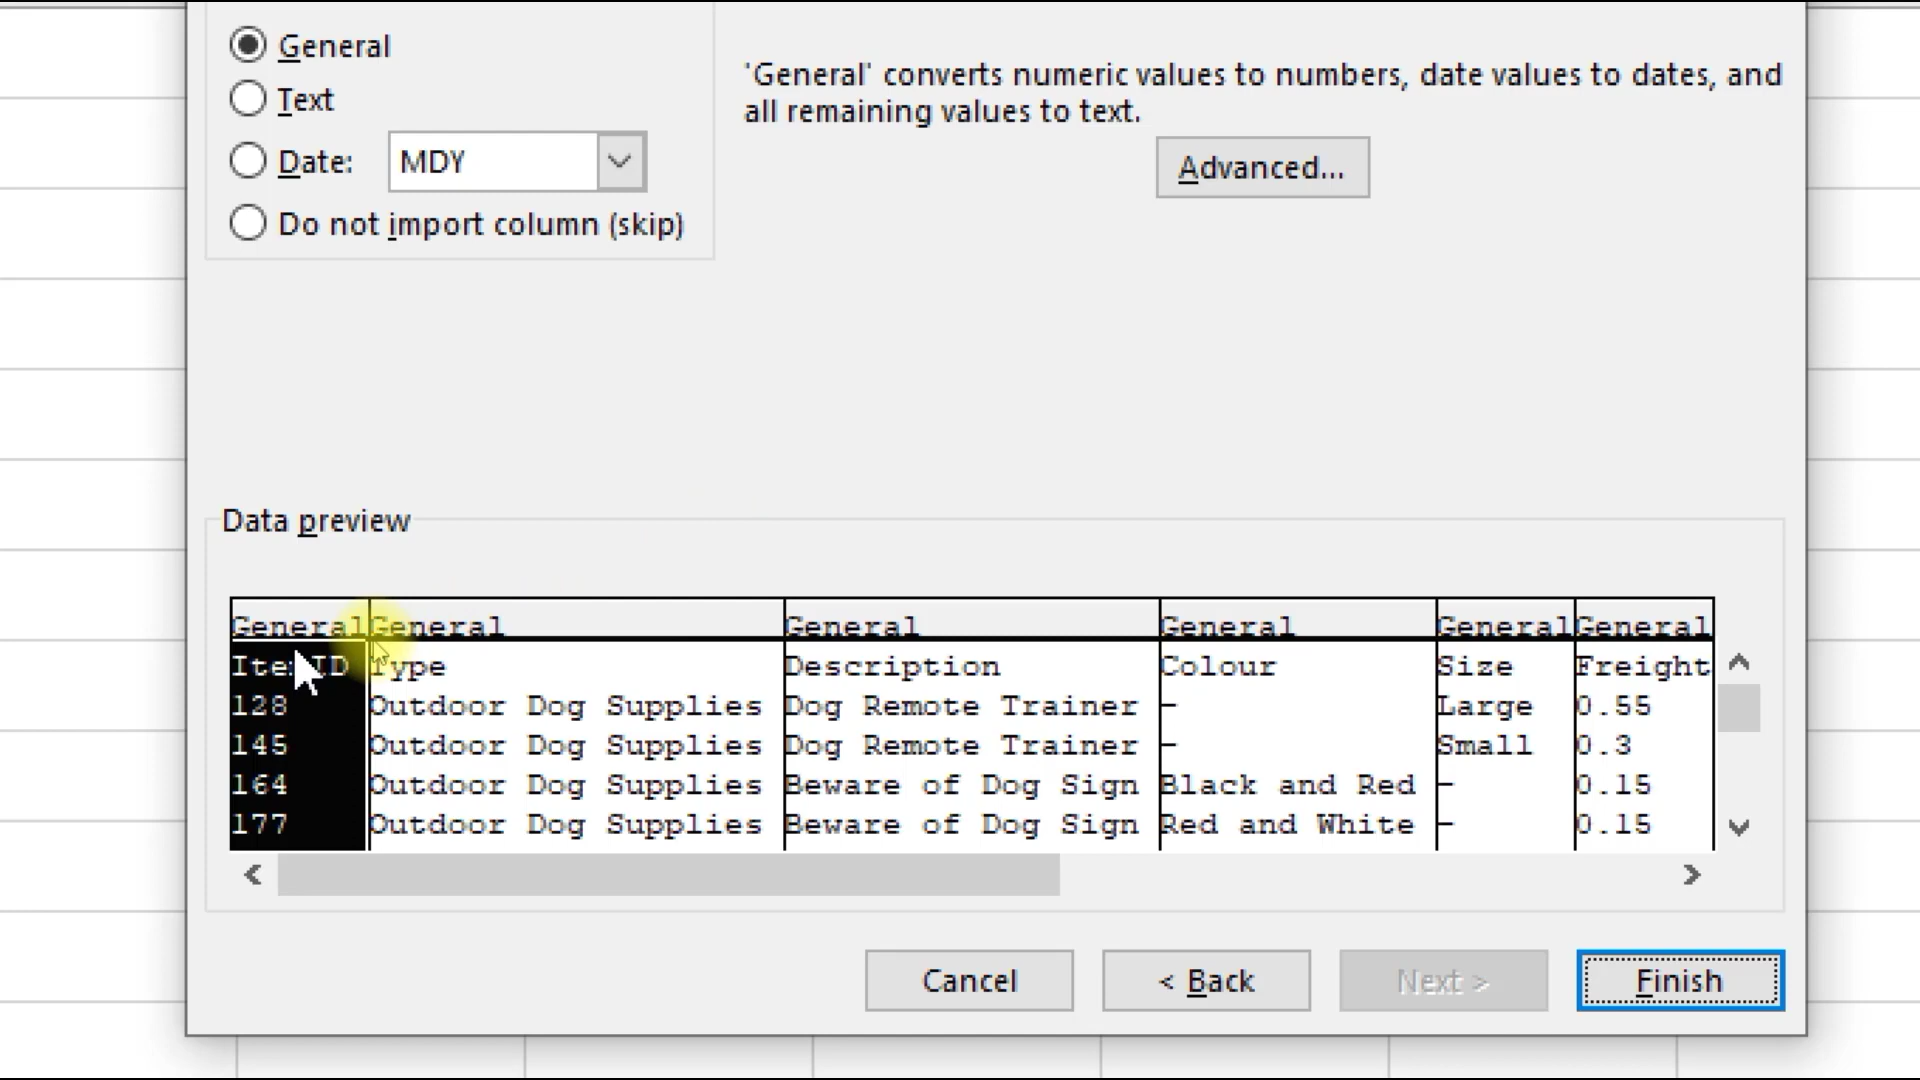 General
Text
Date: MDY
Do not import column (skip)
'General' converts numeric values to numbers, date values to dates, and
all remaining values to text.
Advanced...
Data preview
General General General General General General
Item ID Type Description Colour Size Freight
128 Outdoor Dog Supplies Dog Remote Trainer - Large 0.55
145 Outdoor Dog Supplies Dog Remote Trainer - Small 0.3
164 Outdoor Dog Supplies Beware of Dog Sign Black and Red - 0.15
177 Outdoor Dog Supplies Beware of Dog Sign Red and White - 0.15
Cancel < Back Next > Finish